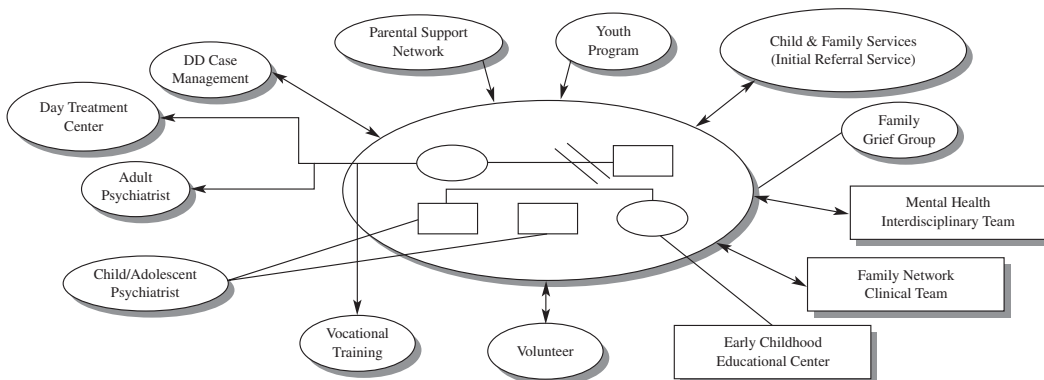 Parental Support
Network
Youth
Program
Child & Family Services
(Initial Referral Service)
DD Case
Management
Day Treatment
Center
Family
Grief Group
Adult
Psychiatrist
Mental Health
Interdisciplinary Team
Child/Adolescent
Psychiatrist
Family Network
Clinical Team
Vocational
Training
Volunteer
Early Childhood
Educational Center